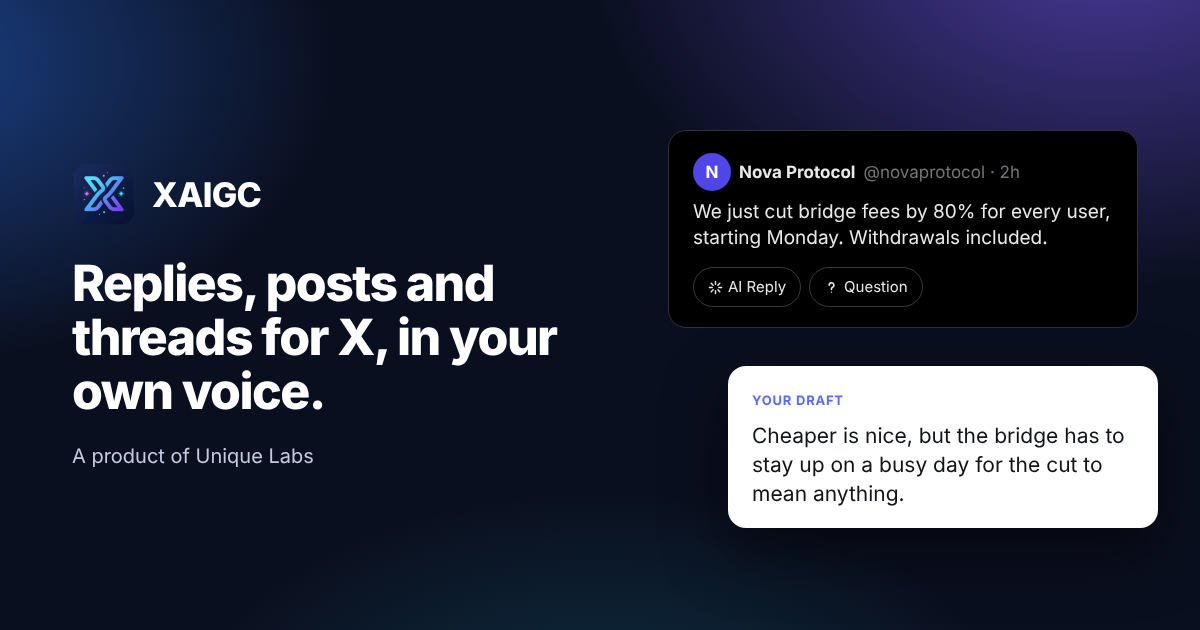 XAIGC
Replies, posts and
threads for X, in your
own voice.
A product of Unique Labs
N
Nova Protocol @novaprotocol · 2h
We just cut bridge fees by 80% for every user,
starting Monday. Withdrawals included.
AI Reply
? Question
YOUR DRAFT
Cheaper is nice, but the bridge has to
stay up on a busy day for the cut to
mean anything.